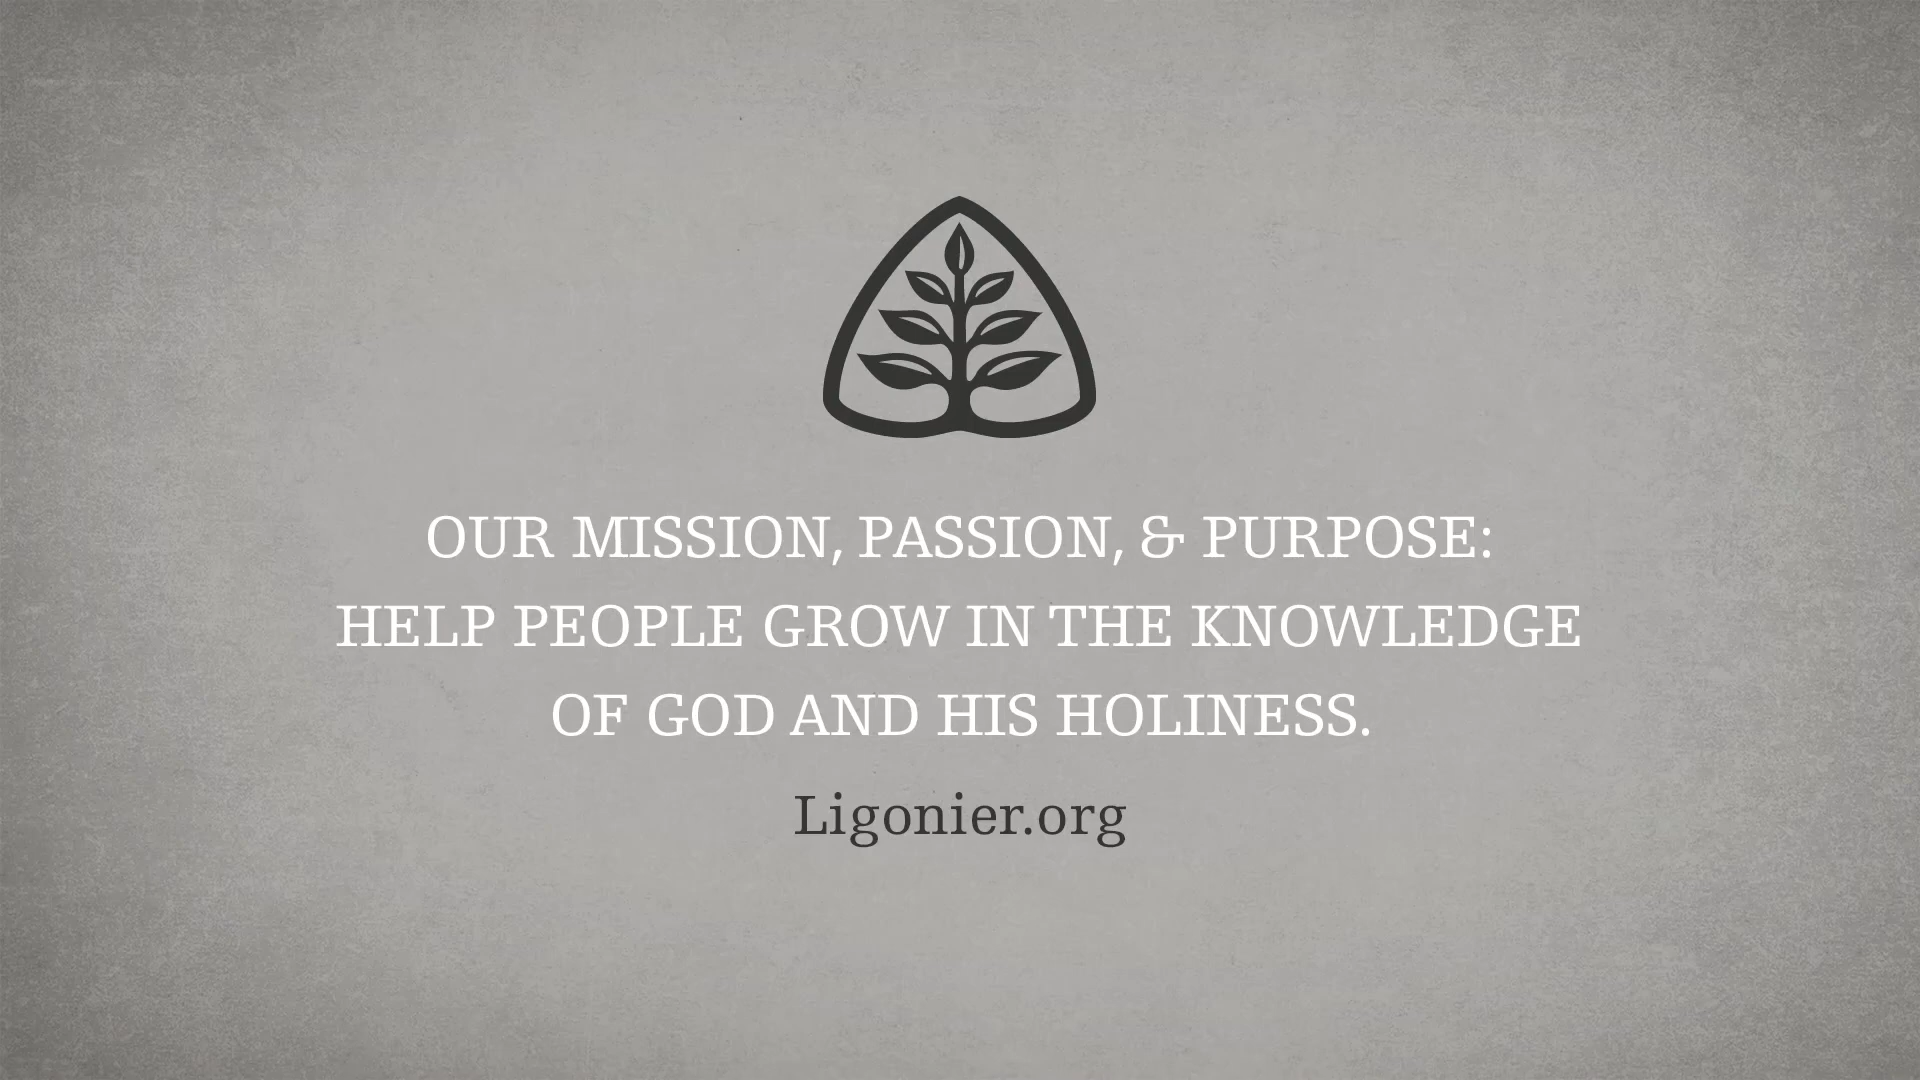 OUR MISSION, PASSION, & PURPOSE:
HELP PEOPLE GROW IN THE KNOWLEDGE
OF GOD AND HIS HOLINESS.
Ligonier.org